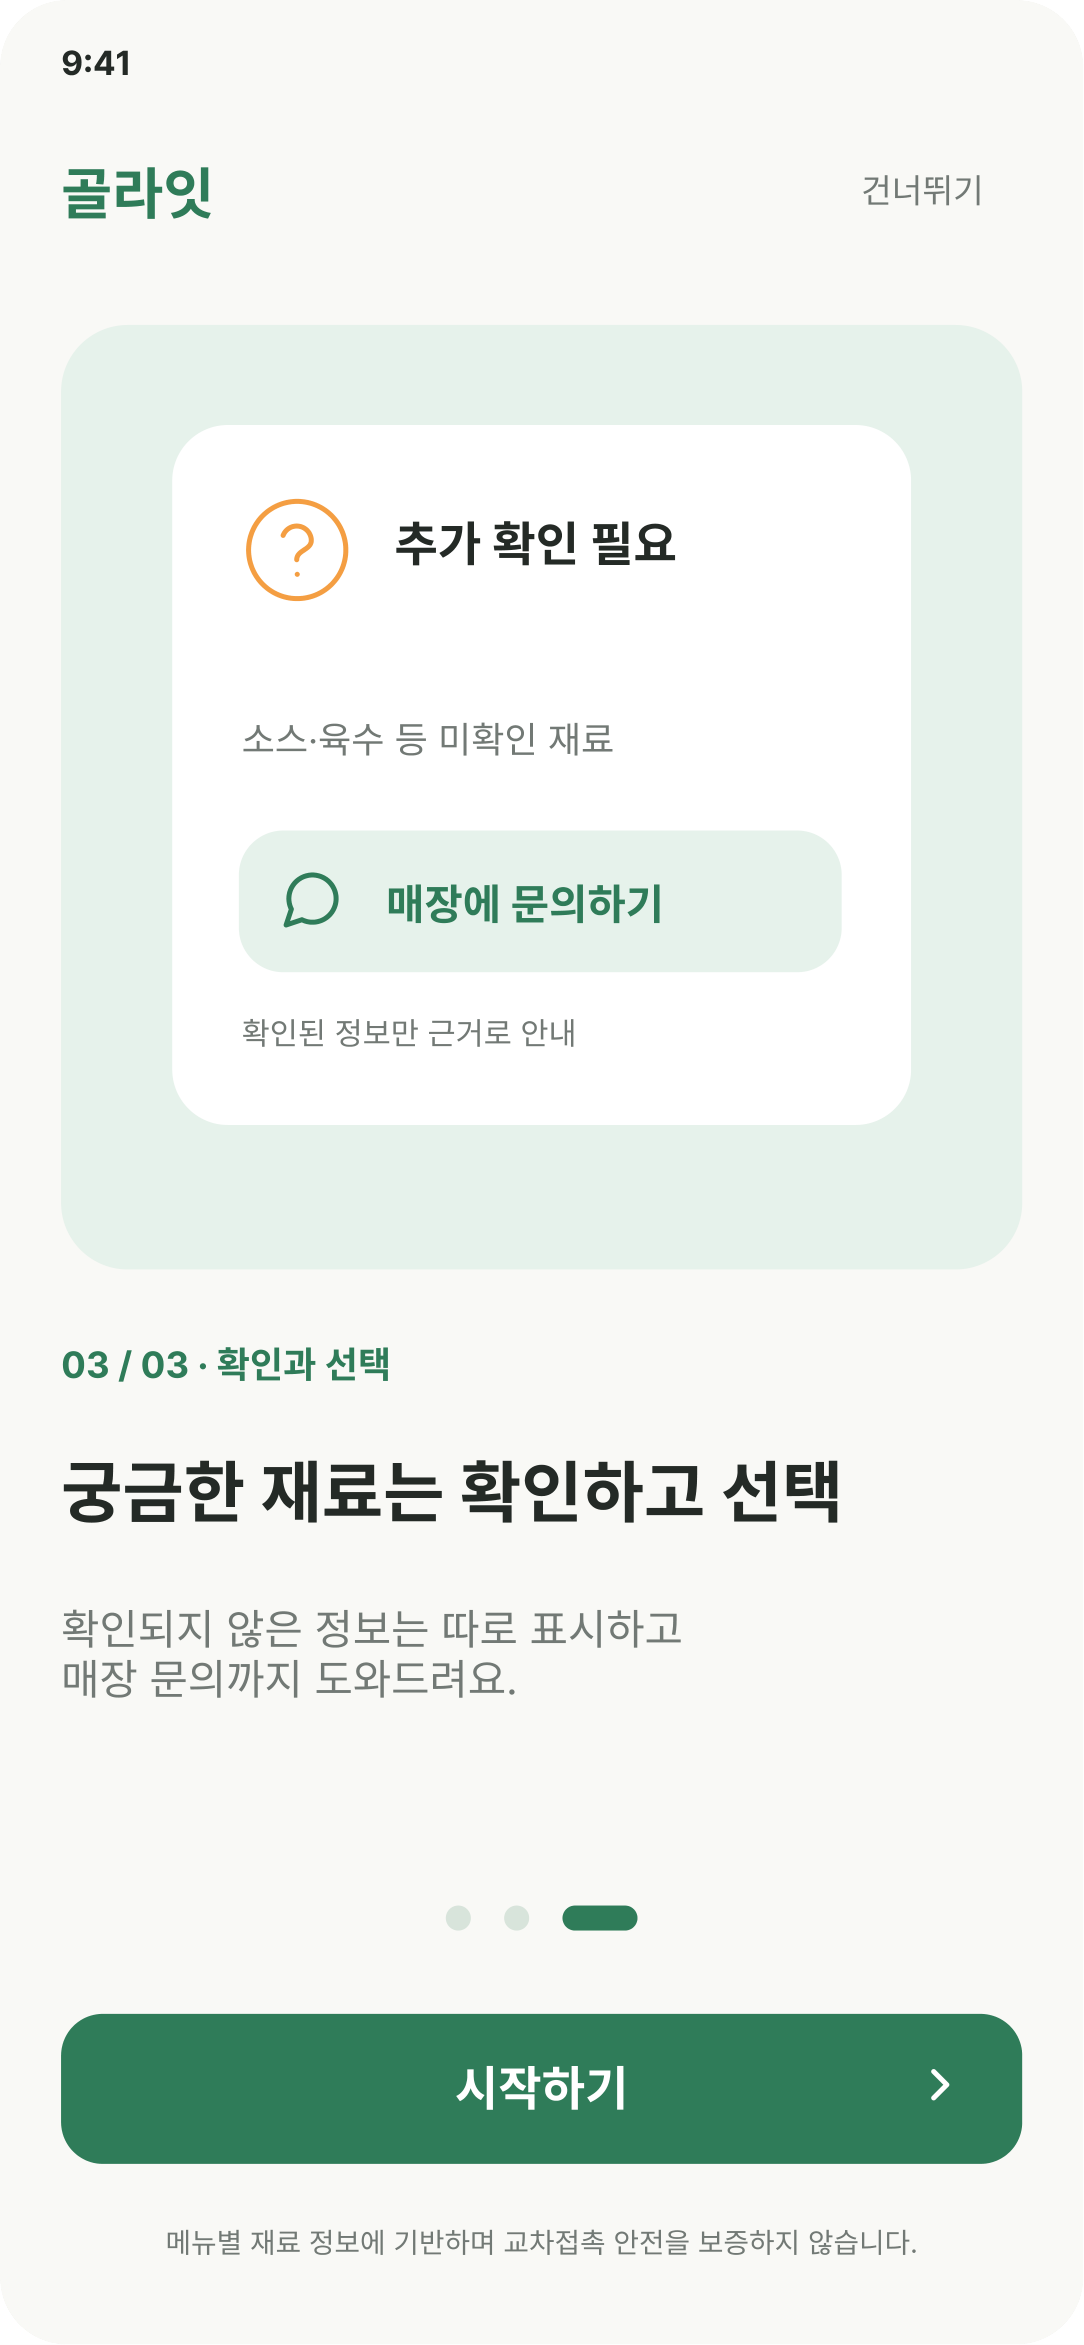 9:41
골라잇
건너뛰기
추가 확인 필요
소스·육수 등 미확인 재료
매장에 문의하기
확인된 정보만 근거로 안내
03 / 03 · 확인과 선택
궁금한 재료는 확인하고 선택
확인되지 않은 정보는 따로 표시하고
매장 문의까지 도와드려요.
시작하기
메뉴별 재료 정보에 기반하며 교차접촉 안전을 보증하지 않습니다.